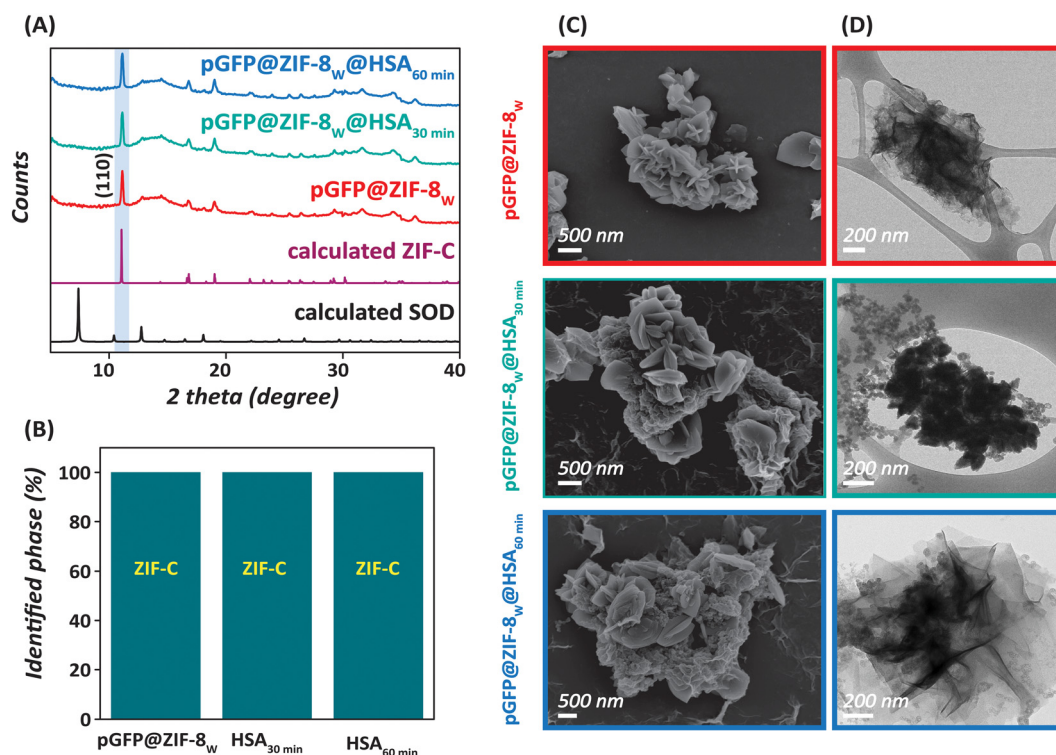 (A)
pGFP@ZIF-8W@HSA60 min
pGFP@ZIF-8W@HSA30 min
(110)
pGFP@ZIF-8W
calculated ZIF-C
calculated SOD
Counts
10 20 30 40
2 theta (degree)
(B)
Identified phase (%)
100
80
60
40
20
0
ZIF-C ZIF-C ZIF-C
pGFP@ZIF-8W HSA30 min HSA60 min
(C) (D)
pGFP@ZIF-8W
500 nm
200 nm
pGFP@ZIF-8W@HSA30 min
500 nm
200 nm
pGFP@ZIF-8W@HSA60 min
500 nm
200 nm